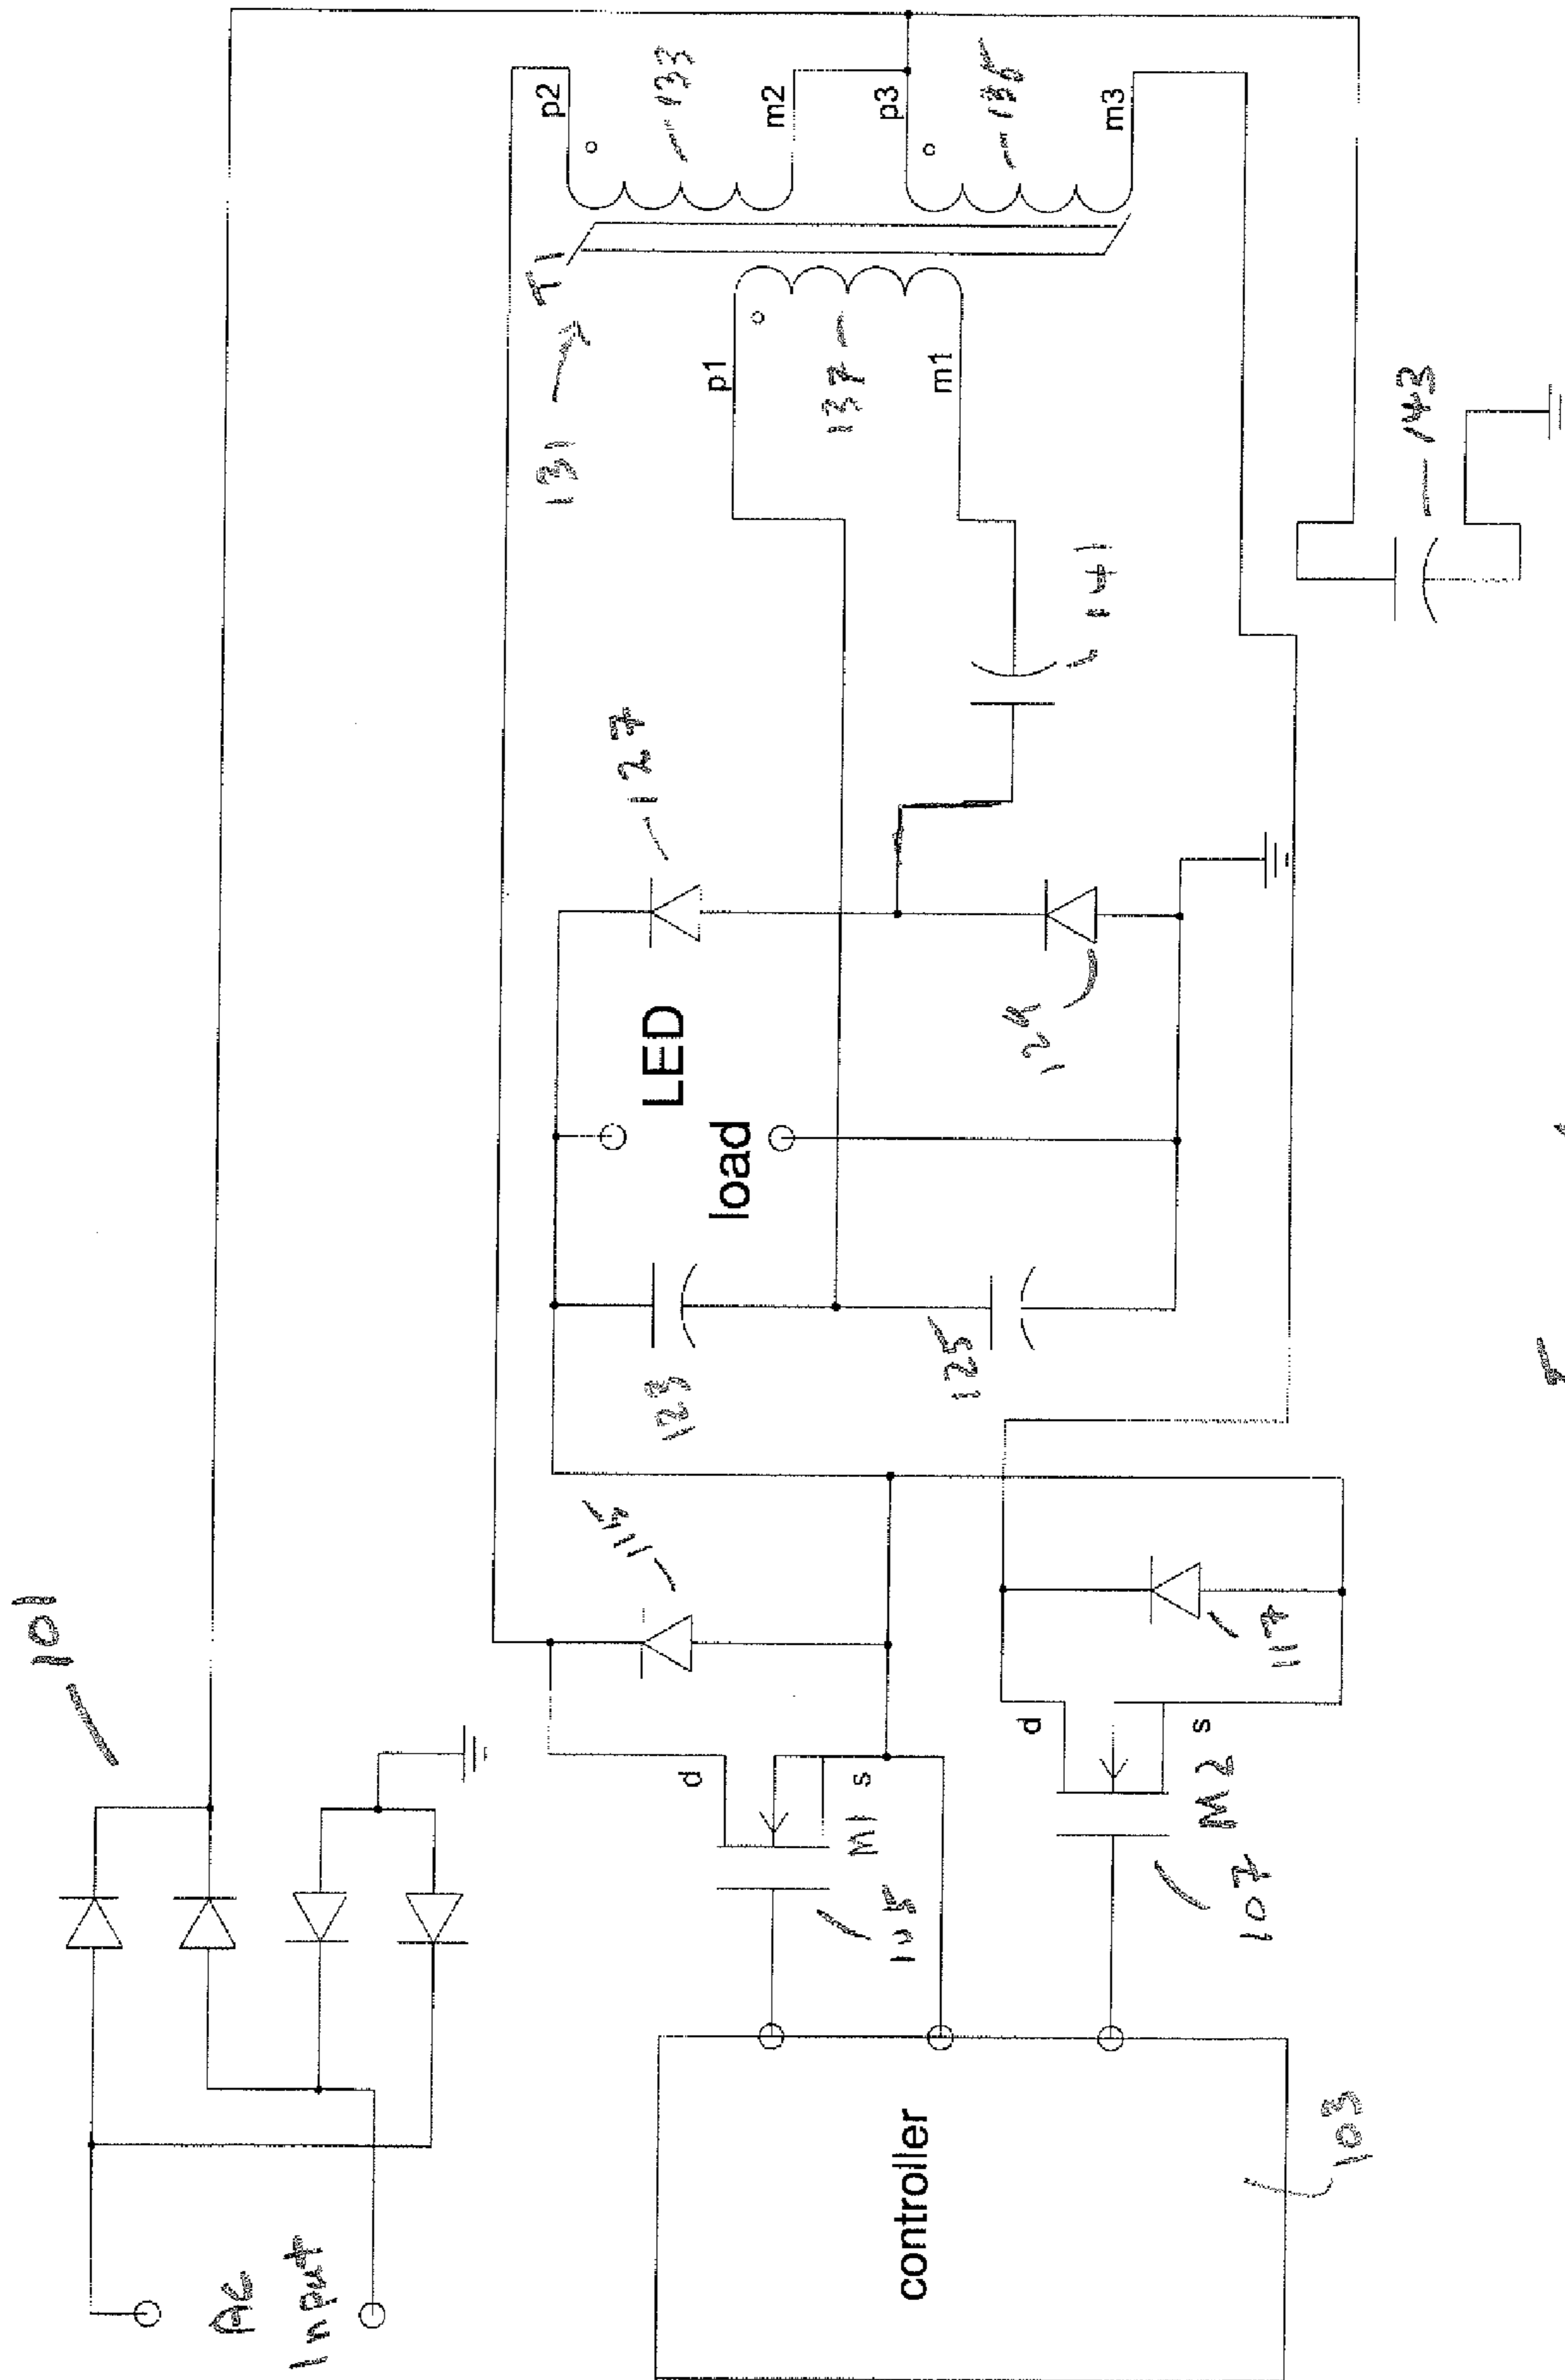 101
AC
Input
131
T1
p2
133
m2
p3
135
m3
p1
137
m1
127
LED
load
141
123
125
129
143
115
117
d
s
M1
105
d
s
M2
107
controller
103